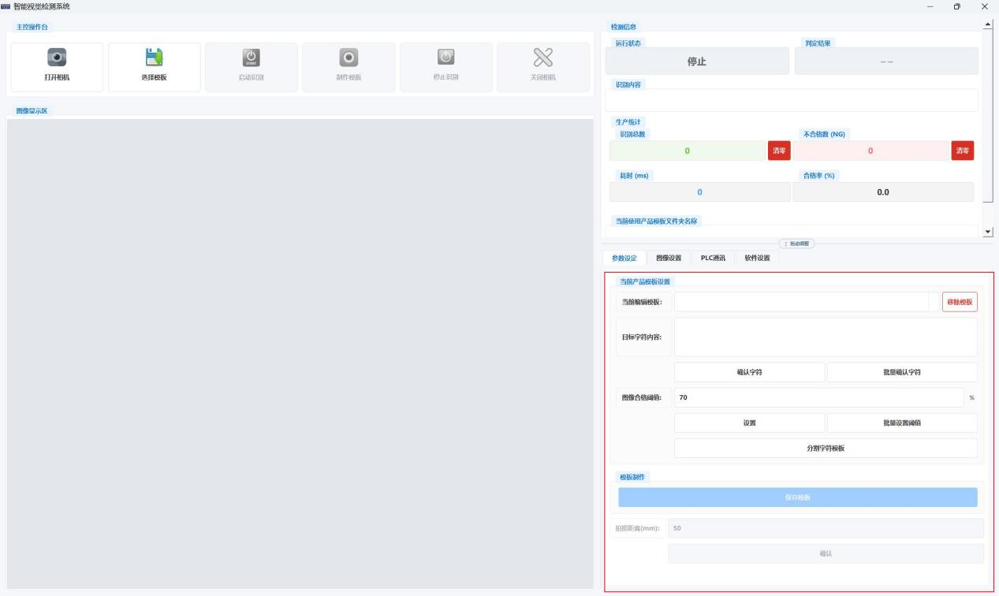 智能视觉检测系统
主控操作台
打开相机
选择模板
START
启动识别
制作模板
停止识别
关闭相机
图像显示区
检测信息
运行状态
判定结果
停止
--
识别内容
生产统计
识别总数
不合格数 (NG)
0 清零
0 清零
耗时 (ms)
合格率 (%)
0
0.0
当前使用产品模板文件夹名称
↕ 拖动调整
参数设定 图像设置 PLC通讯 软件设置
当前产品模板设置
当前编辑模板: 移除模板
目标字符内容:
确认字符 批量确认字符
图像合格阈值: 70 %
设置 批量设置阈值
分割字符模板
模板制作
保存模板
拍照距离(mm): 50
确认